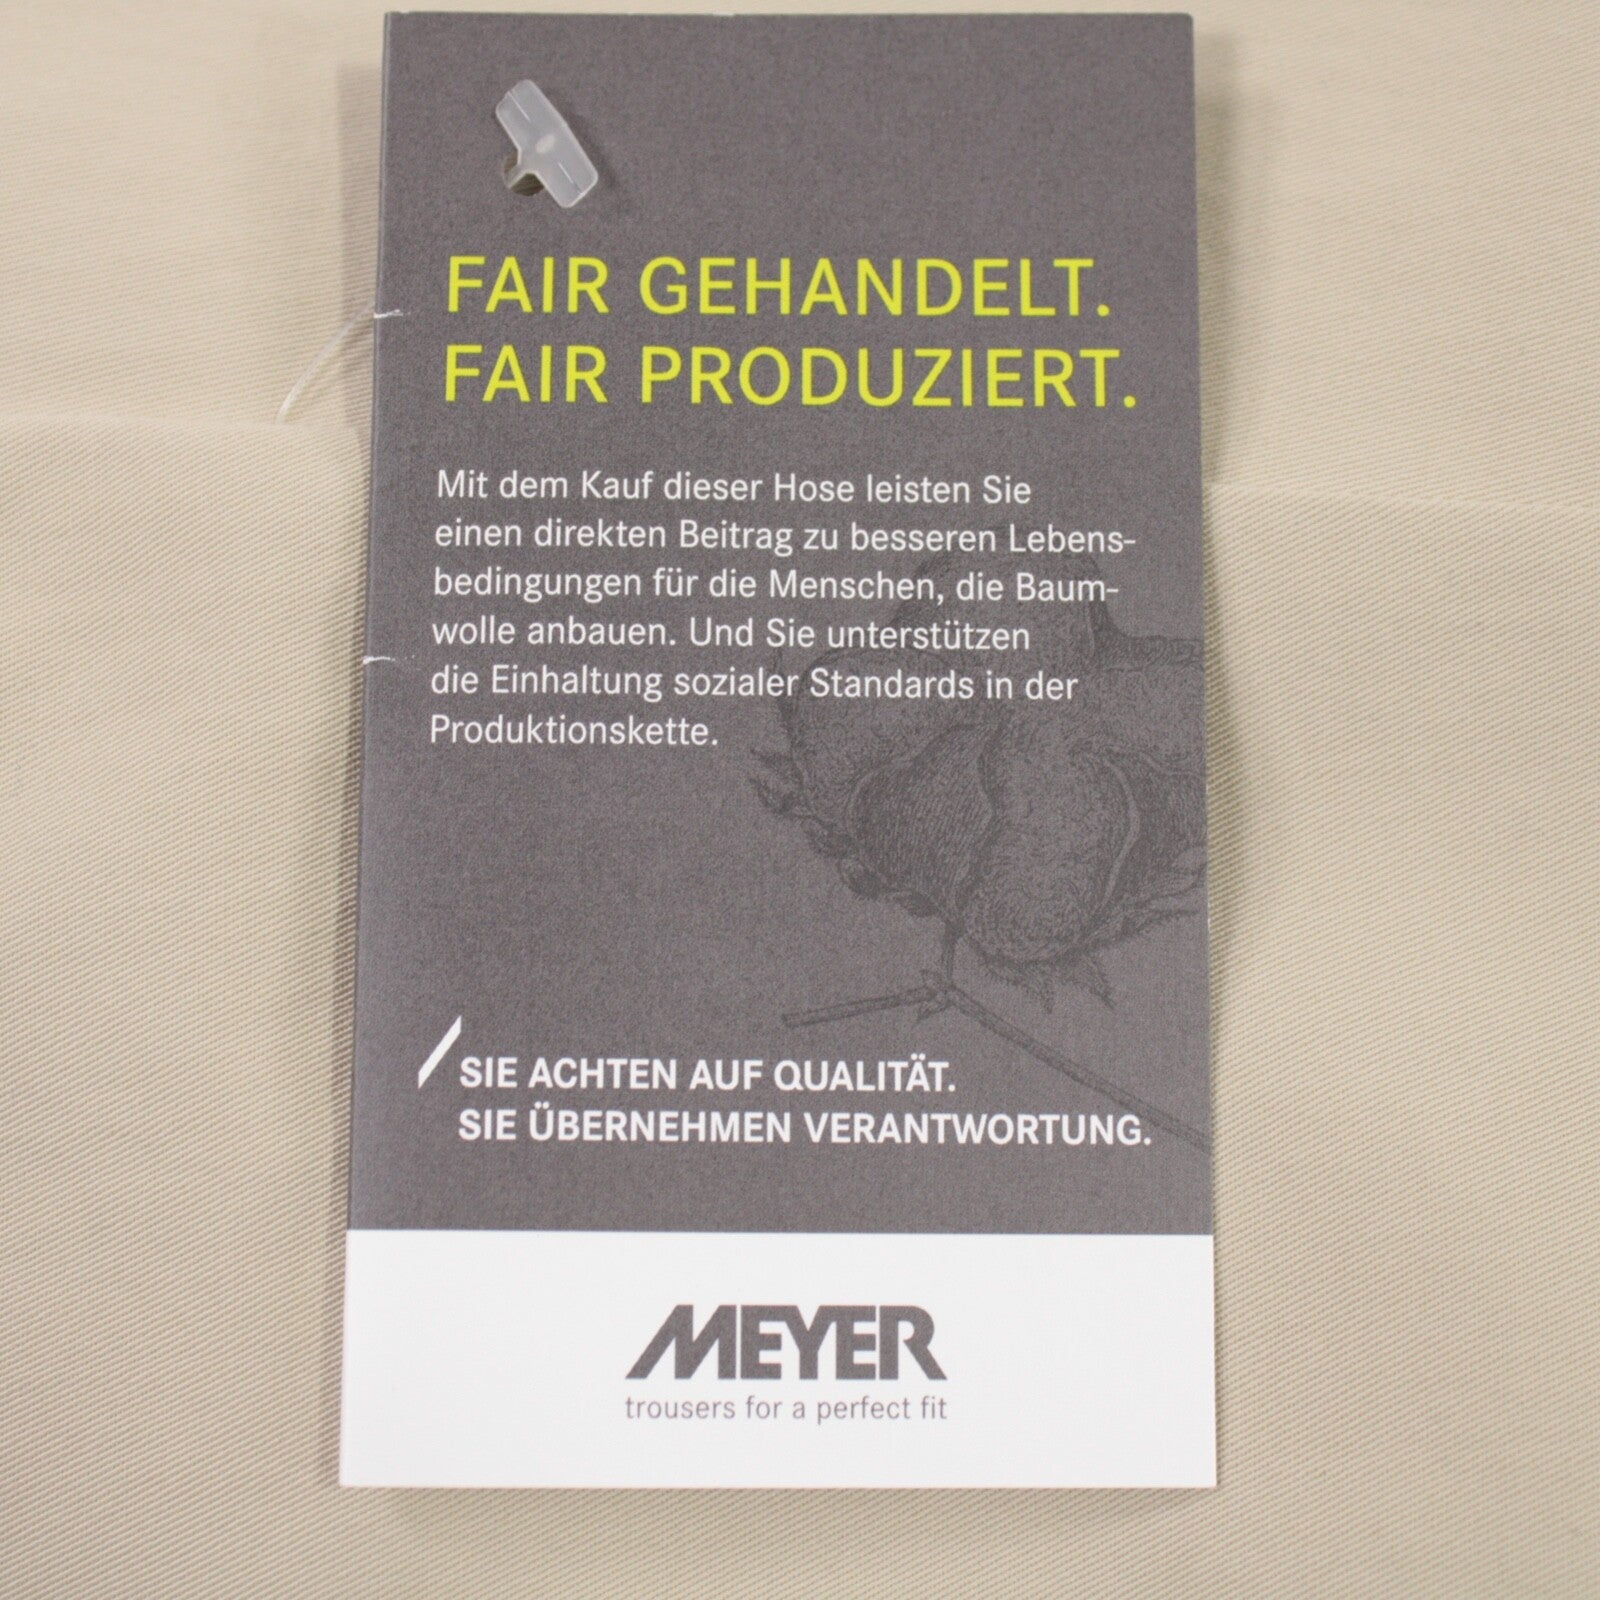 FAIR GEHANDELT.
FAIR PRODUZIERT.
Mit dem Kauf dieser Hose leisten Sie
einen direkten Beitrag zu besseren Lebens-
bedingungen für die Menschen, die Baum-
wolle anbauen. Und Sie unterstützen
die Einhaltung sozialer Standards in der
Produktionskette.
SIE ACHTEN AUF QUALITÄT.
SIE ÜBERNEHMEN VERANTWORTUNG.
MEYER
trousers for a perfect fit